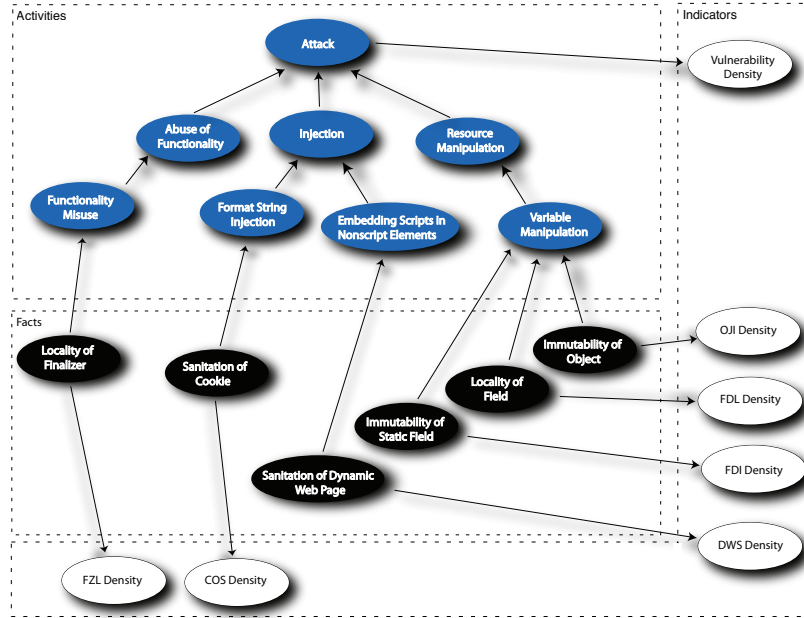 Activities
Indicators
Attack
Vulnerability
Density
Abuse of
Functionality
Injection
Resource
Manipulation
Functionality
Misuse
Format String
Injection
Embedding Scripts in
Nonscript Elements
Variable
Manipulation
Facts
Locality of
Finalizer
Sanitation of
Cookie
Immutability of
Object
OJI Density
Locality of
Field
FDL Density
Immutability of
Static Field
FDI Density
Sanitation of Dynamic
Web Page
DWS Density
FZL Density
COS Density